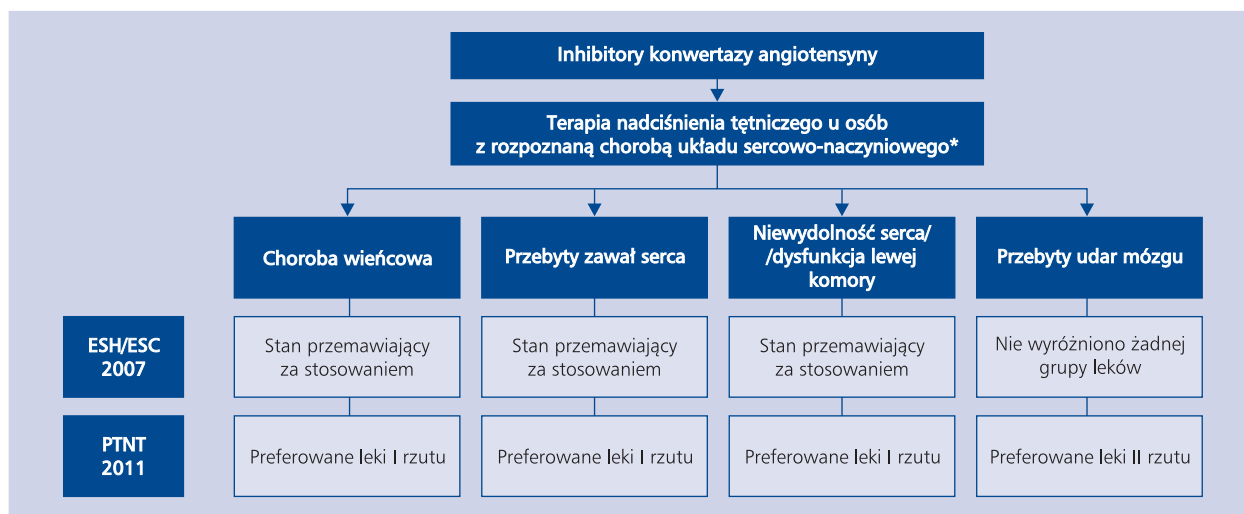 Inhibitory konwertazy angiotensyny
Terapia nadciśnienia tętniczego u osób
z rozpoznaną chorobą układu sercowo-naczyniowego*
Choroba wieńcowa
Przebyty zawał serca
Niewydolność serca/
/dysfunkcja lewej
komory
Przebyty udar mózgu
ESH/ESC
2007
Stan przemawiający
za stosowaniem
Stan przemawiający
za stosowaniem
Stan przemawiający
za stosowaniem
Nie wyróżniono żadnej
grupy leków
PTNT
2011
Preferowane leki I rzutu
Preferowane leki I rzutu
Preferowane leki I rzutu
Preferowane leki II rzutu